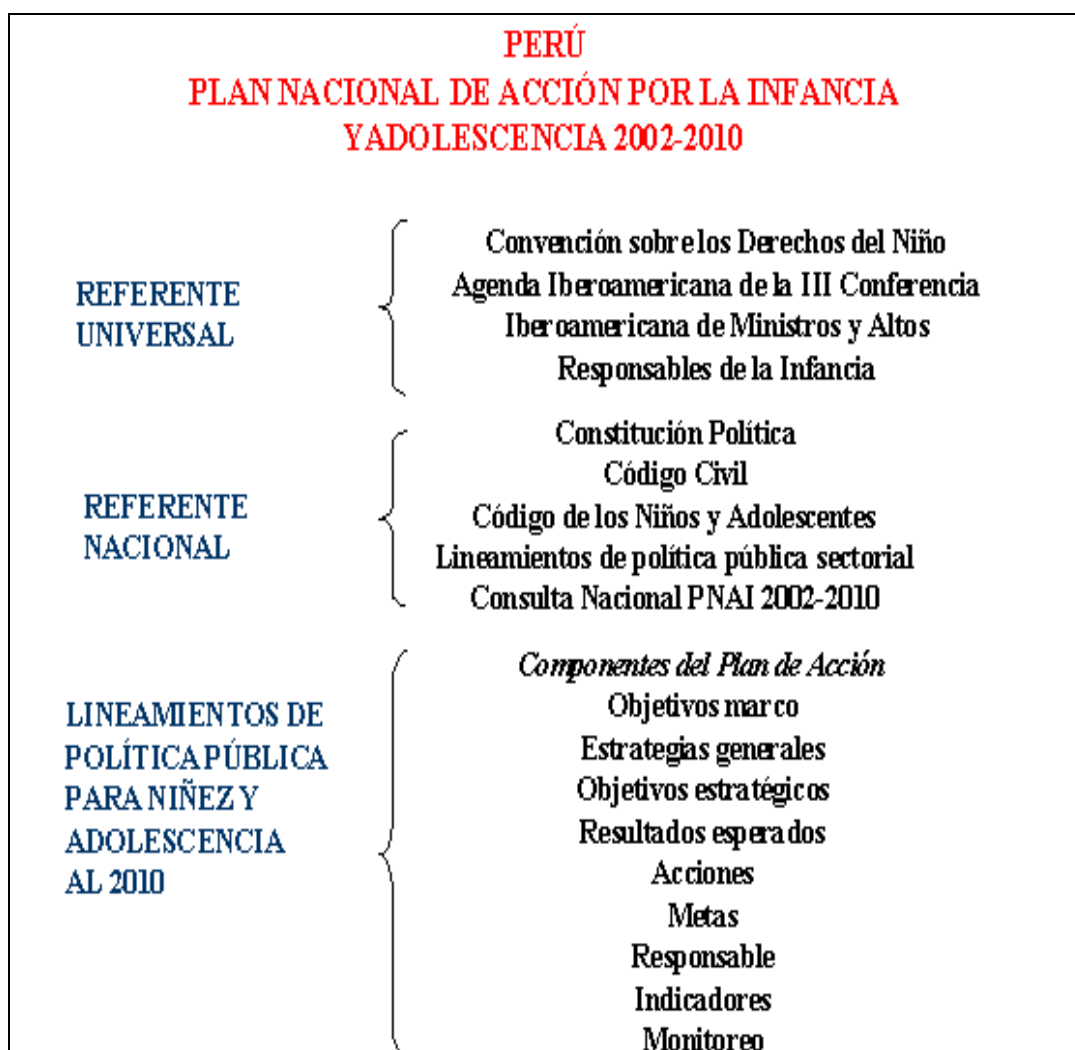 PERÚ
PLAN NACIONAL DE ACCIÓN POR LA INFANCIA
YADOLESCENCIA 2002-2010
REFERENTE
UNIVERSAL
Convención sobre los Derechos del Niño
Agenda Iberoamericana de la III Conferencia
Iberoamericana de Ministros y Altos
Responsables de la Infancia
REFERENTE
NACIONAL
Constitución Política
Código Civil
Código de los Niños y Adolescentes
Lineamientos de política pública sectorial
Consulta Nacional PNAI 2002-2010
LINEAMIENTOS DE
POLÍTICA PÚBLICA
PARA NIÑEZ Y
ADOLESCENCIA
AL 2010
Componentes del Plan de Acción
Objetivos marco
Estrategias generales
Objetivos estratégicos
Resultados esperados
Acciones
Metas
Responsable
Indicadores
Monitoreo